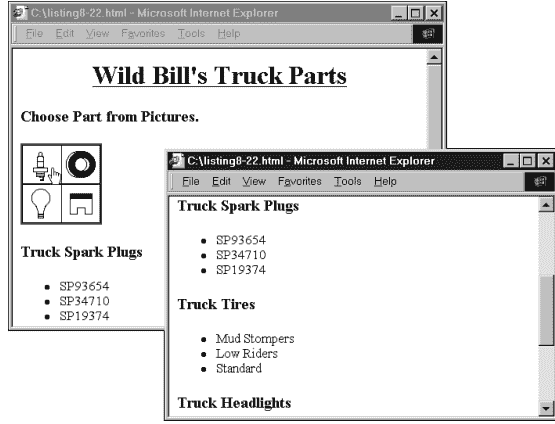 C:\listing8-22.html - Microsoft Internet Explorer
File Edit View Favorites Tools Help
Wild Bill's Truck Parts
Choose Part from Pictures.
Truck Spark Plugs
SP93654
SP34710
SP19374
C:\listing8-22.html - Microsoft Internet Explorer
File Edit View Favorites Tools Help
Truck Spark Plugs
SP93654
SP34710
SP19374
Truck Tires
Mud Stompers
Low Riders
Standard
Truck Headlights